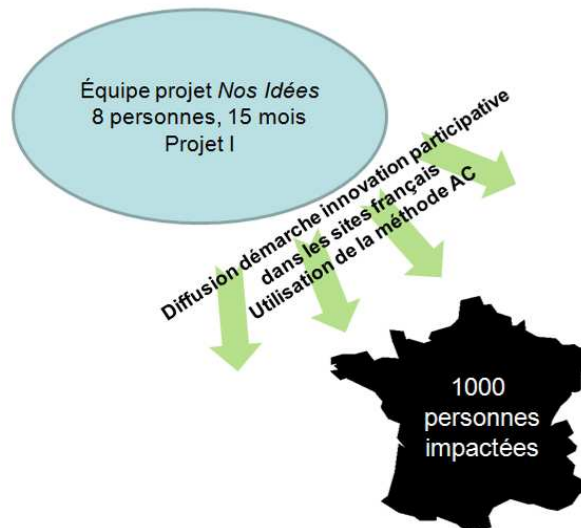 Équipe projet Nos Idées
8 personnes, 15 mois
Projet I
Diffusion démarche innovation participative
dans les sites français
Utilisation de la méthode AC
1000
personnes
impactées